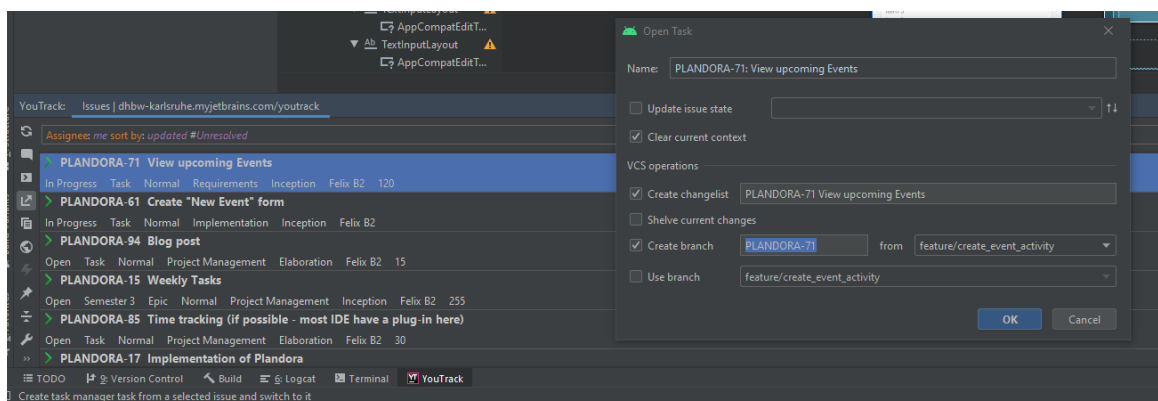 AppCompatEditT...
Ab TextInputLayout
AppCompatEditT...
YouTrack: Issues | dhbw-karlsruhe.myjetbrains.com/youtrack
Assignee: me sort by: updated #Unresolved
PLANDORA-71 View upcoming Events
In Progress Task Normal Requirements Inception Felix B2 120
PLANDORA-61 Create "New Event" form
In Progress Task Normal Implementation Inception Felix B2
PLANDORA-94 Blog post
Open Task Normal Project Management Elaboration Felix B2 15
PLANDORA-15 Weekly Tasks
Open Semester 3 Epic Normal Project Management Inception Felix B2 255
PLANDORA-85 Time tracking (if possible - most IDE have a plug-in here)
Open Task Normal Project Management Elaboration Felix B2 30
PLANDORA-17 Implementation of Plandora
TODO 9: Version Control Build 6: Logcat Terminal YouTrack
Create task manager task from a selected issue and switch to it
Open Task
Name: PLANDORA-71: View upcoming Events
Update issue state
Clear current context
VCS operations
Create changelist PLANDORA-71 View upcoming Events
Shelve current changes
Create branch PLANDORA-71 from feature/create_event_activity
Use branch feature/create_event_activity
OK Cancel